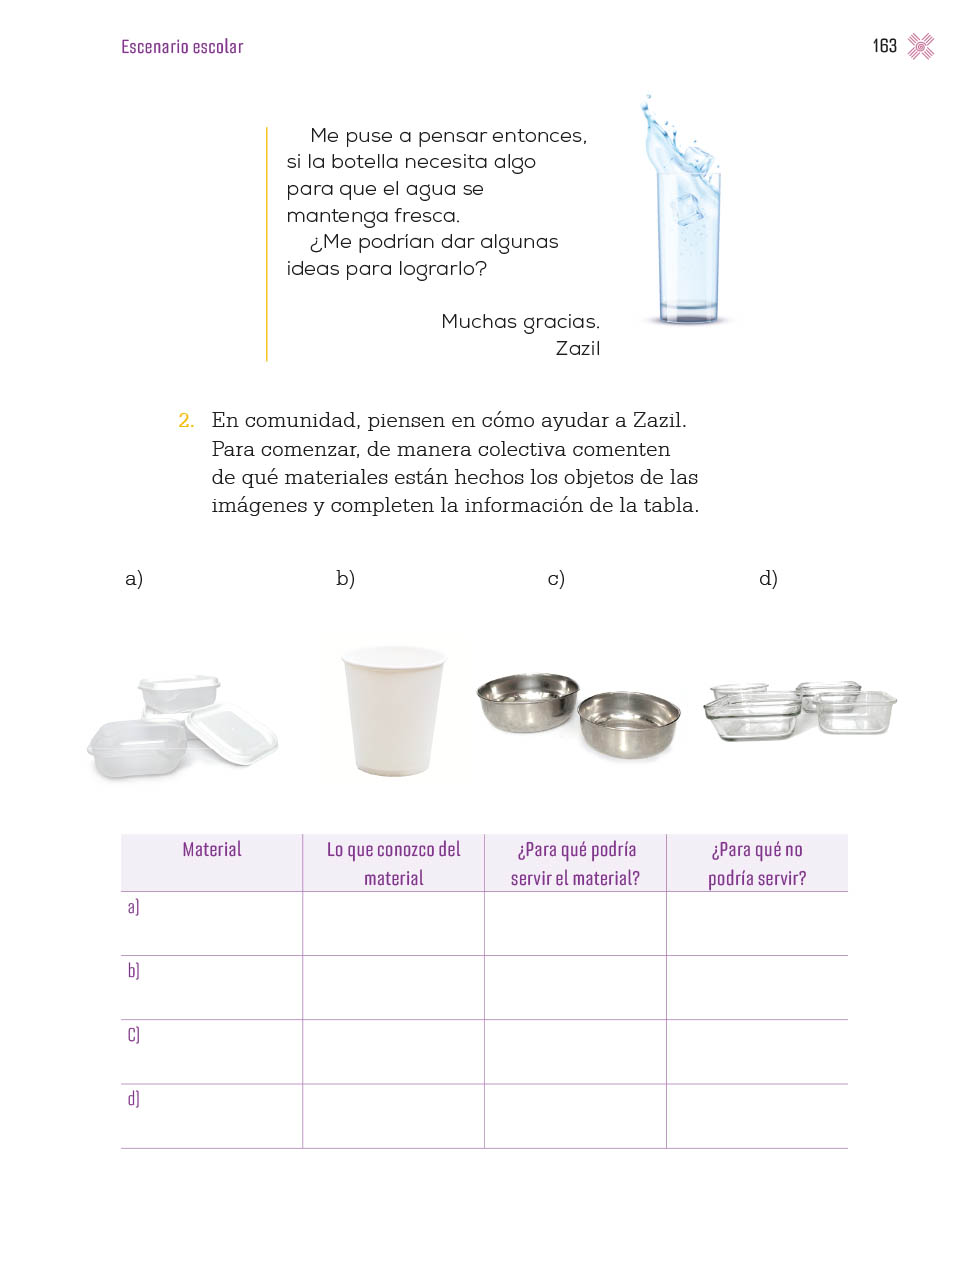 Escenario escolar
163
Me puse a pensar entonces,
si la botella necesita algo
para que el agua se
mantenga fresca.
¿Me podrían dar algunas
ideas para lograrlo?
Muchas gracias.
Zazil
2. En comunidad, piensen en cómo ayudar a Zazil.
Para comenzar, de manera colectiva comenten
de qué materiales están hechos los objetos de las
imágenes y completen la información de la tabla.
a)
b)
c)
d)
Material
Lo que conozco del
material
¿Para qué podría
servir el material?
¿Para qué no
podría servir?
a)
b)
C)
d)